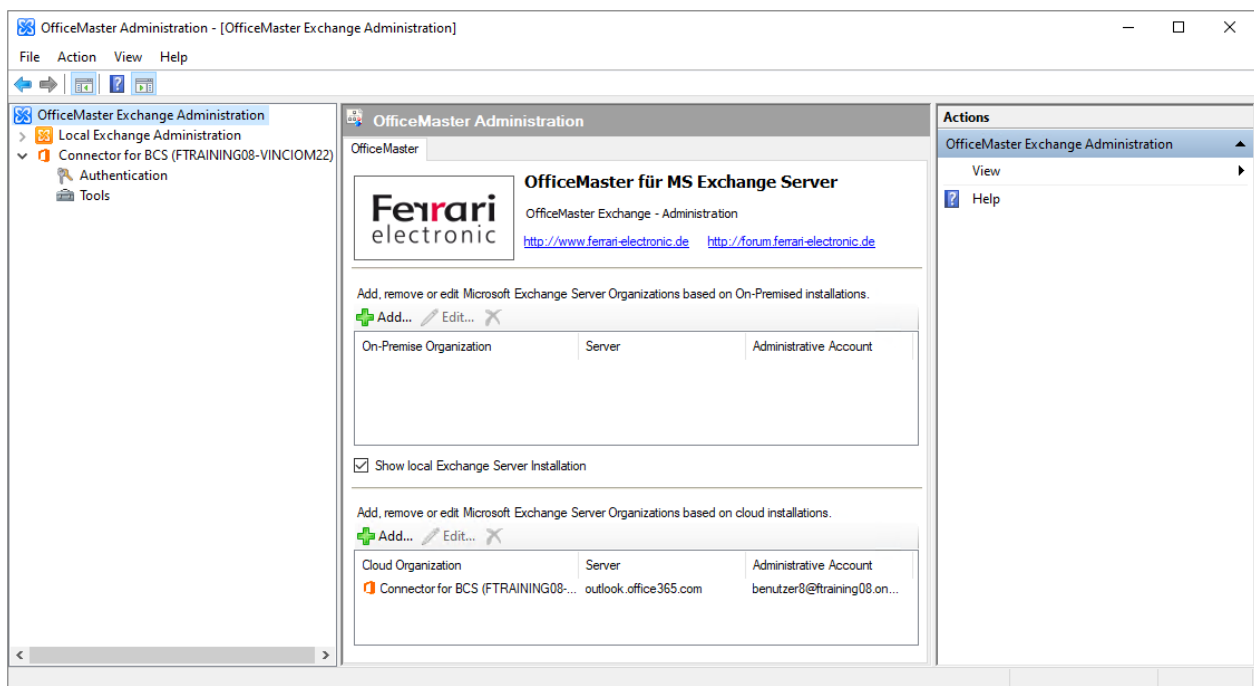 OfficeMaster Administration - [OfficeMaster Exchange Administration]
File Action View Help
OfficeMaster Exchange Administration
Local Exchange Administration
Connector for BCS (FTRAINING08-VINCIOM22)
Authentication
Tools
OfficeMaster Administration
OfficeMaster
Ferrari
electronic
OfficeMaster für MS Exchange Server
OfficeMaster Exchange - Administration
http://www.ferrari-electronic.de http://forum.ferrari-electronic.de
Add, remove or edit Microsoft Exchange Server Organizations based on On-Premised installations.
Add... Edit...
On-Premise Organization Server Administrative Account
Show local Exchange Server Installation
Add, remove or edit Microsoft Exchange Server Organizations based on cloud installations.
Add... Edit...
Cloud Organization Server Administrative Account
Connector for BCS (FTRAINING08-... outlook.office365.com benutzer8@ftraining08.on...
Actions
OfficeMaster Exchange Administration
View
Help